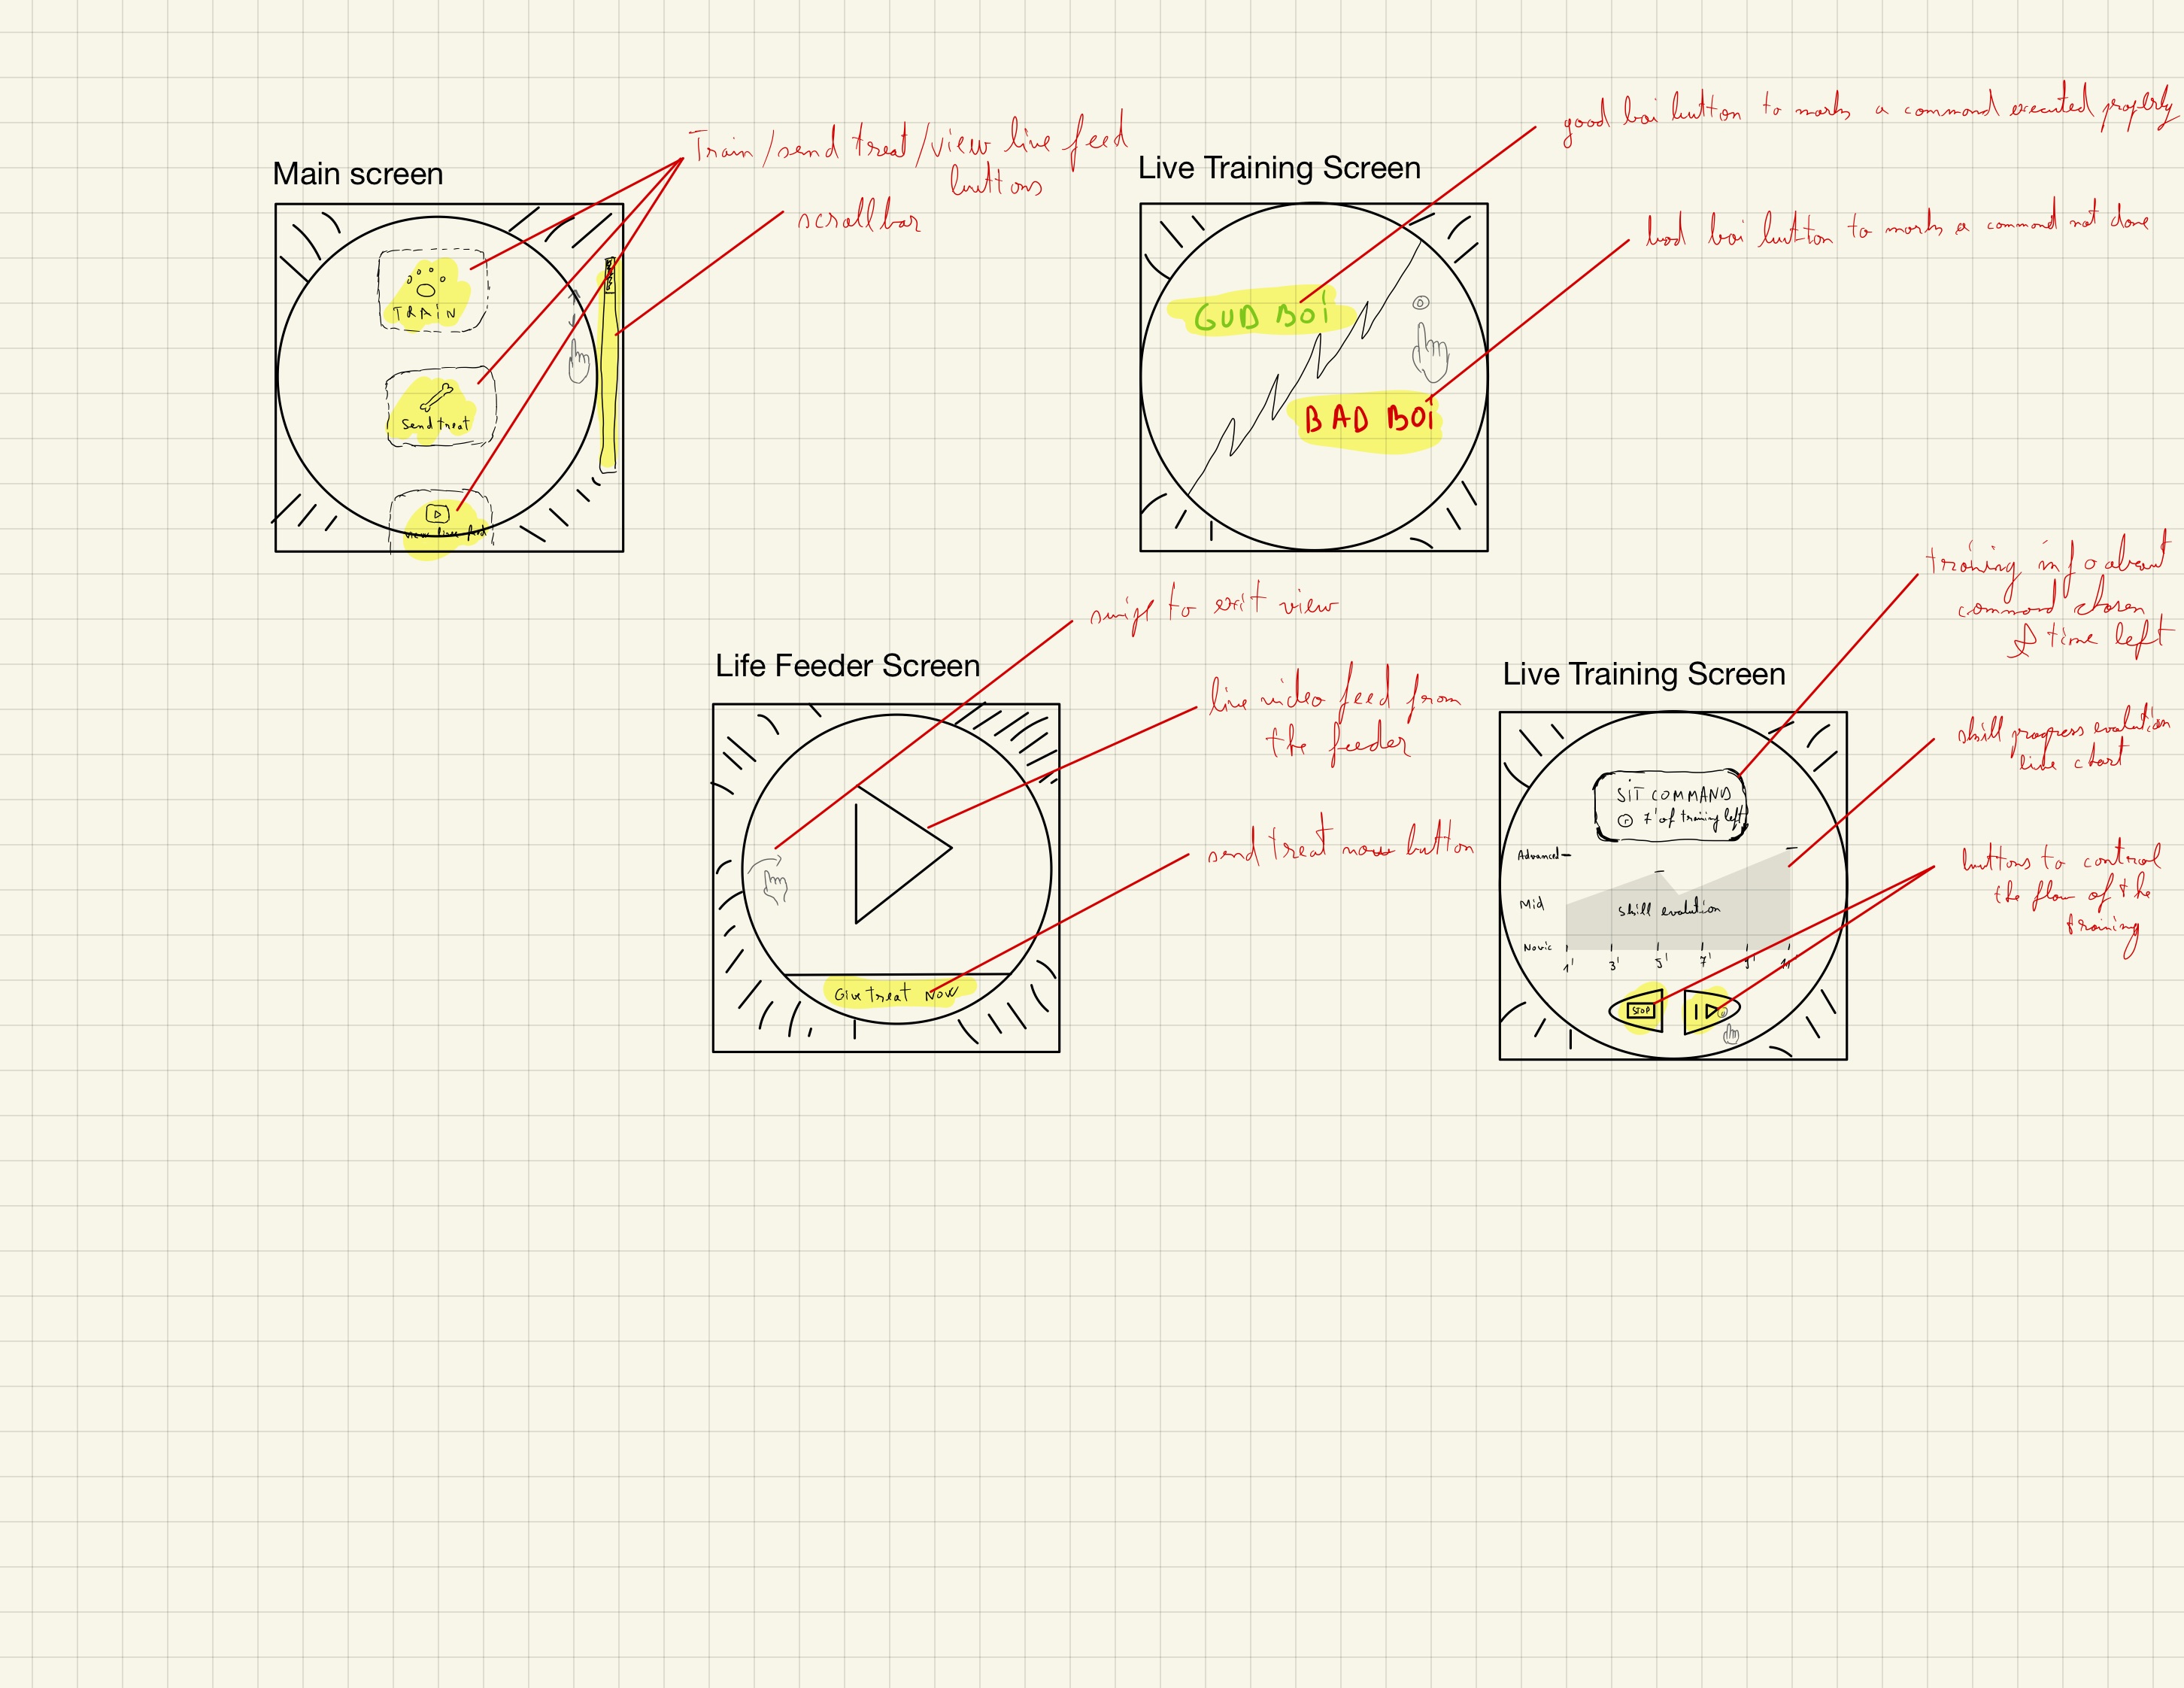 Main screen
Train/send treat/view live feed
buttons
scrollbar
TRAIN
Send treat
view live feed
Live Training Screen
good boi button to mark a command executed properly
bad boi button to mark a command not done
GUD BOI
BAD BOI
Life Feeder Screen
swipe to exit view
live video feed from
the feeder
send treat now button
Give treat NOW
Live Training Screen
training info about
command chosen
& time left
skill progress evolution
live chart
buttons to control
the flow of the
training
SIT COMMAND
7' of training left
Advanced
Mid
Novic
skill evolution
1' 3' 5' 7' 9' 11'
STOP